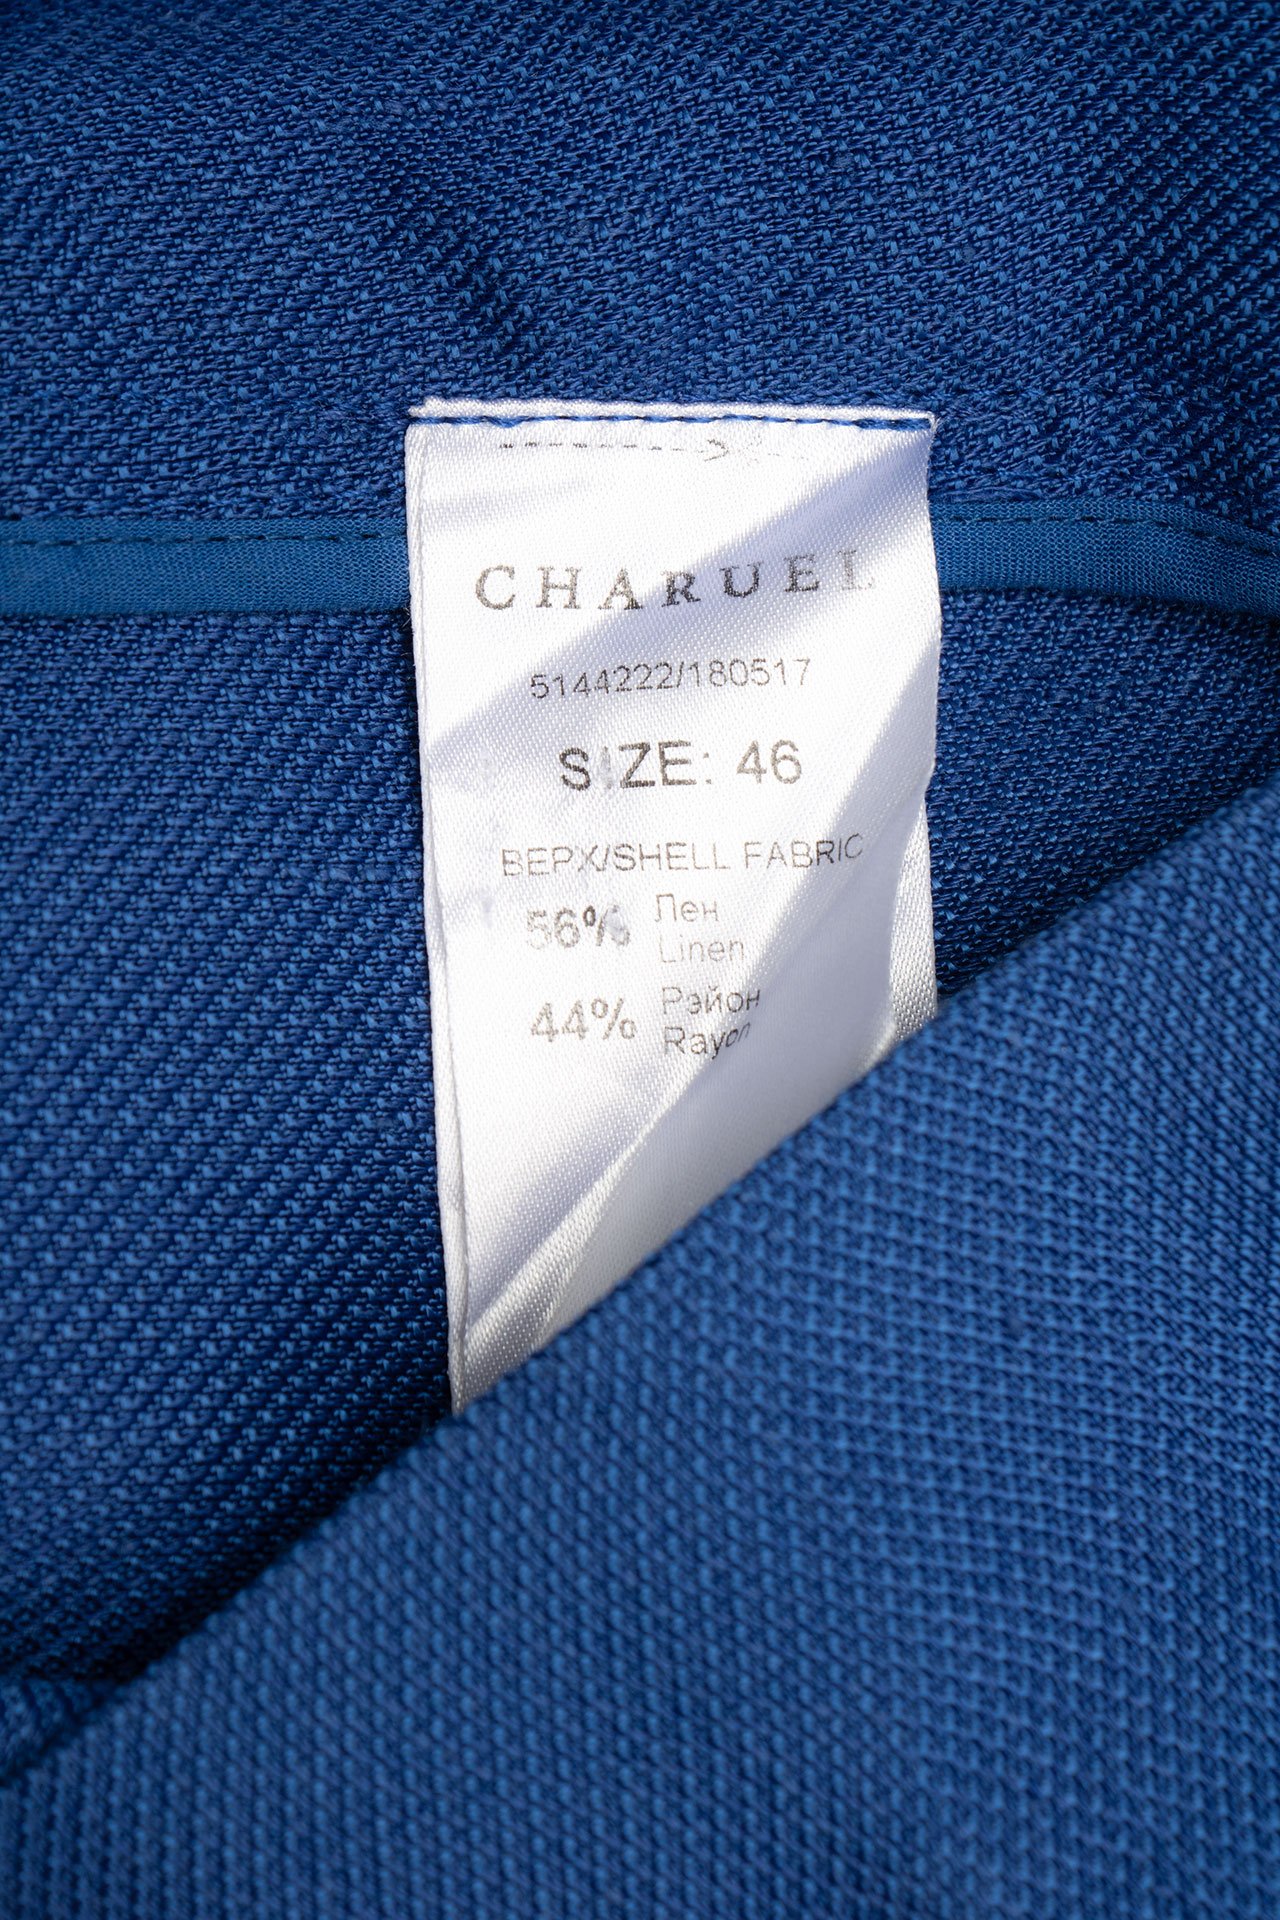 CHARUEL
5144222/180517
SIZE: 46
ВЕРХ/SHELL FABRIC
56% Лен
Linen
44% Рэйон
Rayon